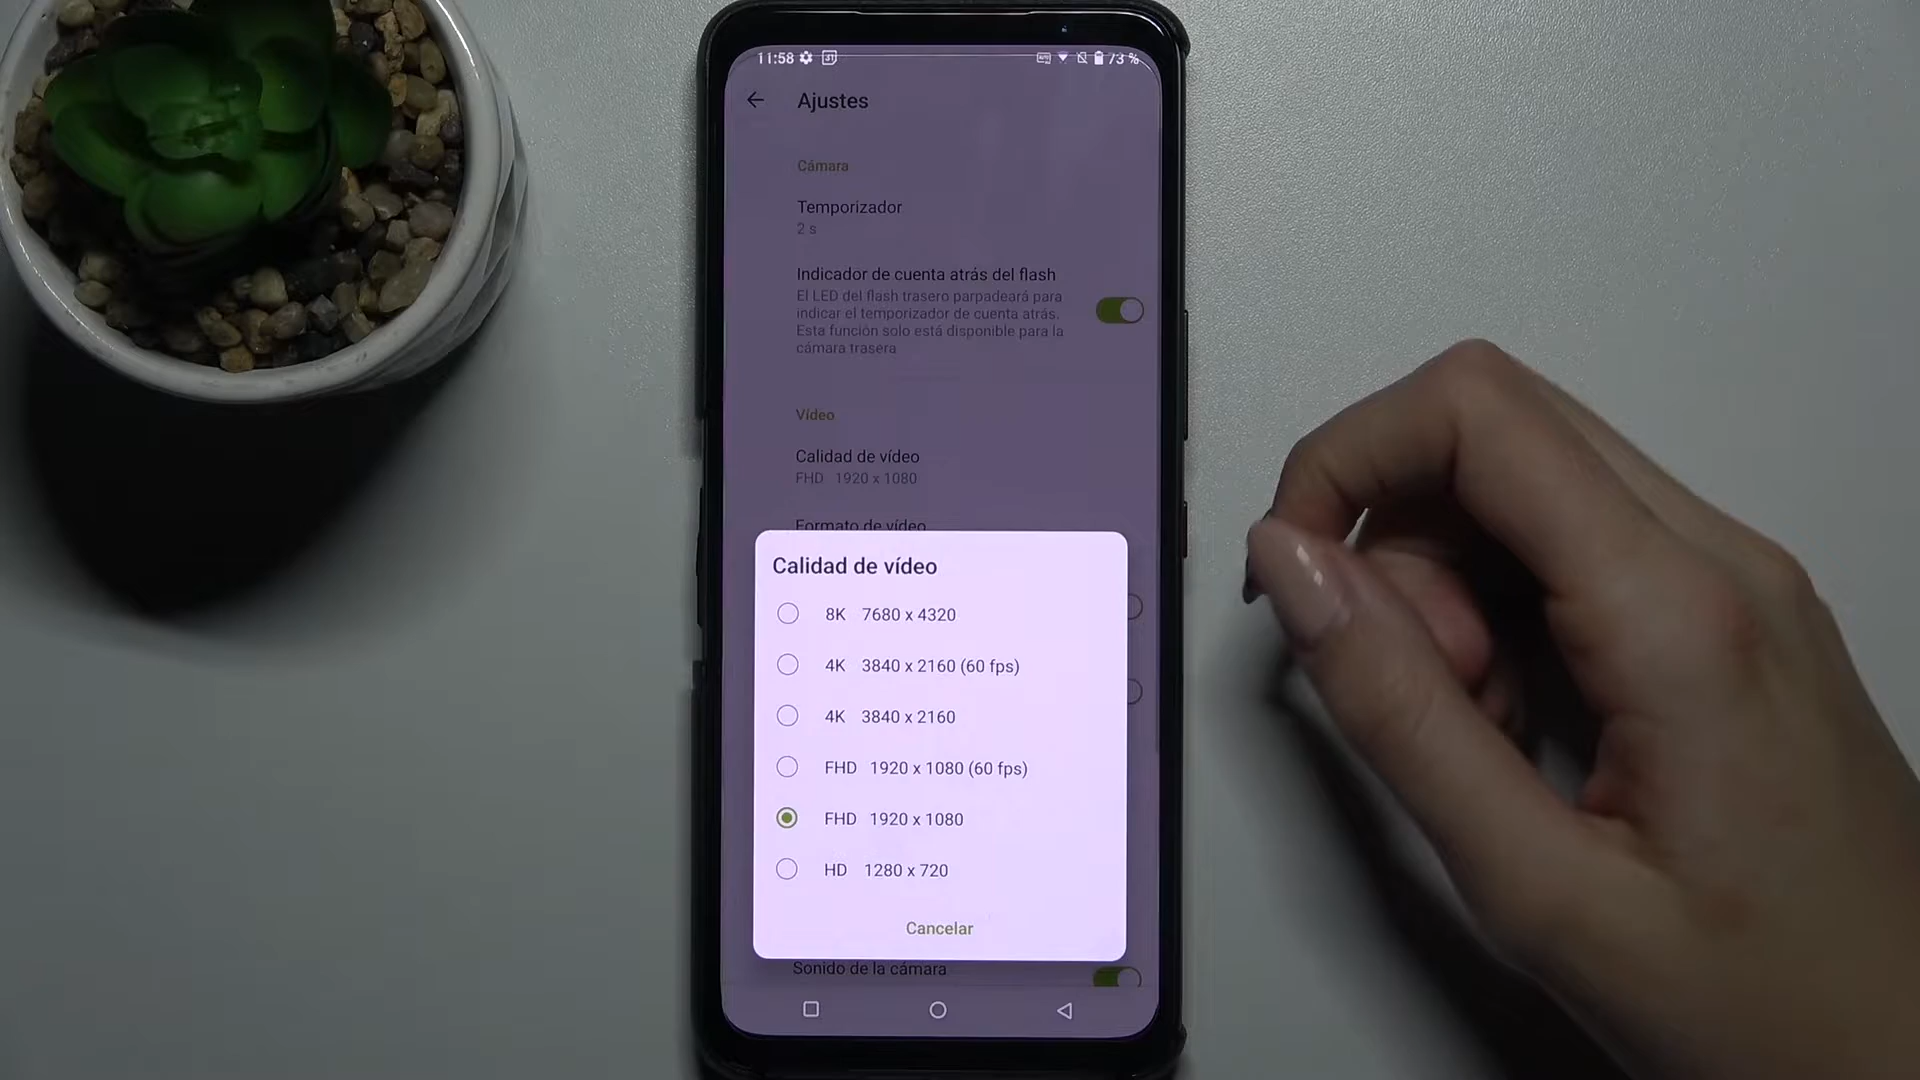 11:58 31 73 %
Ajustes
Cámara
Temporizador
2 s
Indicador de cuenta atrás del flash
El LED del flash trasero parpadeará para
indicar el temporizador de cuenta atrás.
Esta función solo está disponible para la
cámara trasera
Vídeo
Calidad de vídeo
FHD 1920 x 1080
Formato de vídeo
Calidad de vídeo
8K 7680 x 4320
4K 3840 x 2160 (60 fps)
4K 3840 x 2160
FHD 1920 x 1080 (60 fps)
FHD 1920 x 1080
HD 1280 x 720
Cancelar
Sonido de la cámara